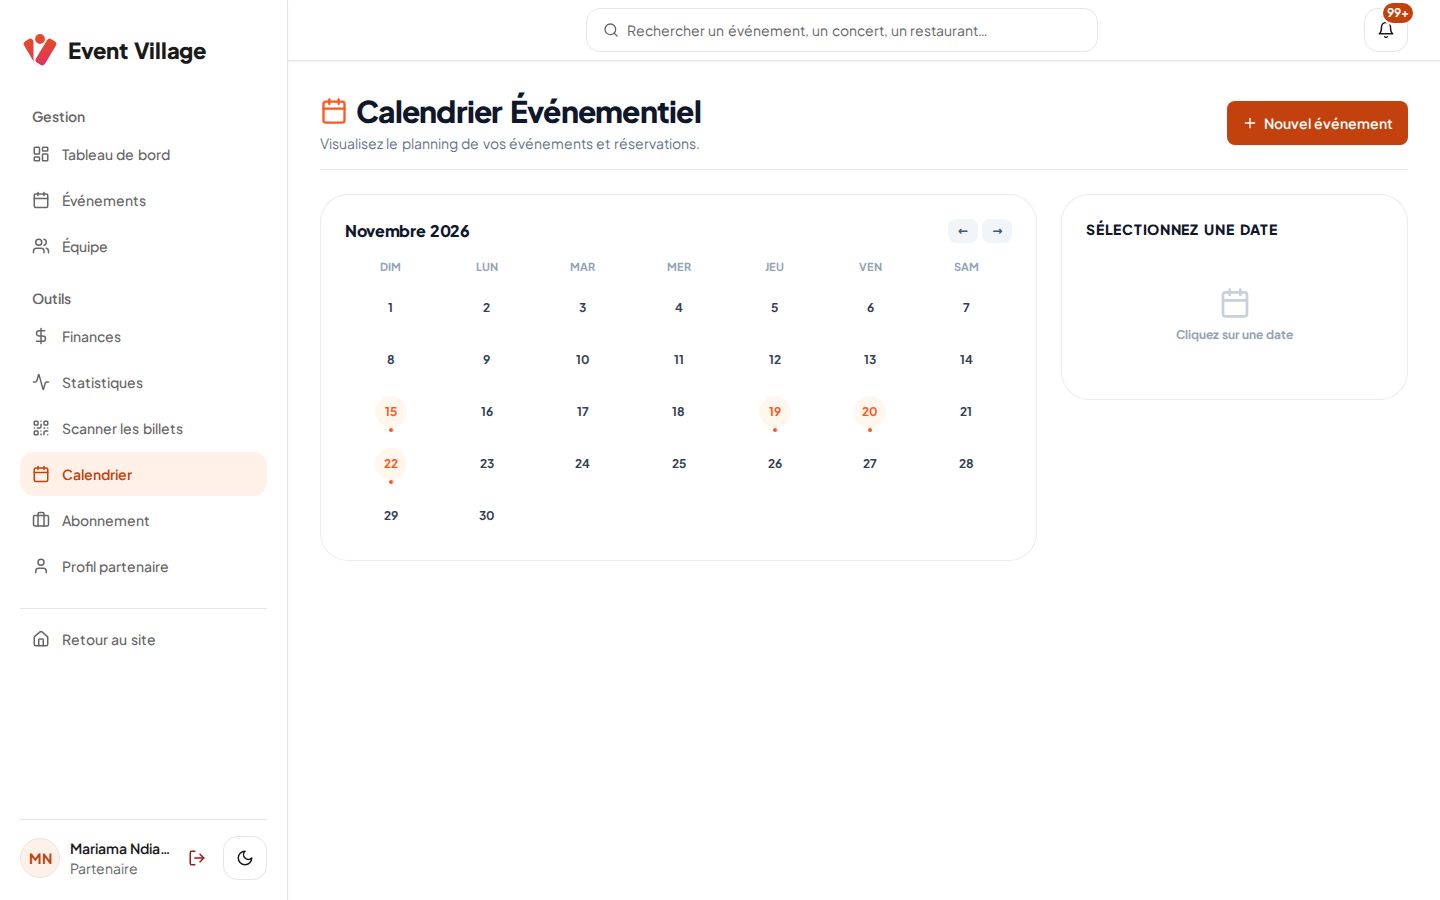 Event Village
Gestion
Tableau de bord
Événements
Équipe
Outils
Finances
Statistiques
Scanner les billets
Calendrier
Abonnement
Profil partenaire
Retour au site
MN
Mariama Ndia...
Partenaire
Rechercher un événement, un concert, un restaurant...
99+
Calendrier Événementiel
Visualisez le planning de vos événements et réservations.
+ Nouvel événement
Novembre 2026
← →
DIM LUN MAR MER JEU VEN SAM
1 2 3 4 5 6 7
8 9 10 11 12 13 14
15 16 17 18 19 20 21
22 23 24 25 26 27 28
29 30
SÉLECTIONNEZ UNE DATE
Cliquez sur une date